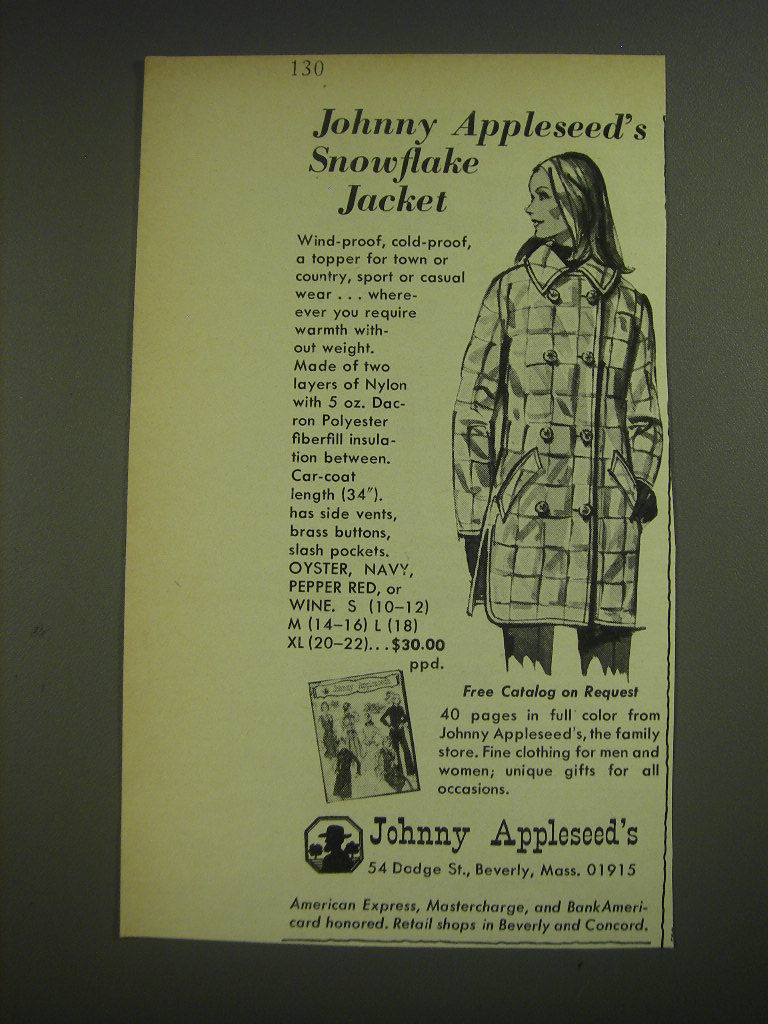 130
Johnny Appleseed's
Snowflake
Jacket
Wind-proof, cold-proof,
a topper for town or
country, sport or casual
wear . . . where-
ever you require
warmth with-
out weight.
Made of two
layers of Nylon
with 5 oz. Dac-
ron Polyester
fiberfill insula-
tion between.
Car-coat
length (34").
has side vents,
brass buttons,
slash pockets.
OYSTER, NAVY,
PEPPER RED, or
WINE. S (10–12)
M (14–16) L (18)
XL (20–22)...$30.00
ppd.
Johnny Appleseed's
Free Catalog on Request
40 pages in full color from
Johnny Appleseed's, the family
store. Fine clothing for men and
women; unique gifts for all
occasions.
Johnny Appleseed's
54 Dodge St., Beverly, Mass. 01915
American Express, Mastercharge, and BankAmeri-
card honored. Retail shops in Beverly and Concord.